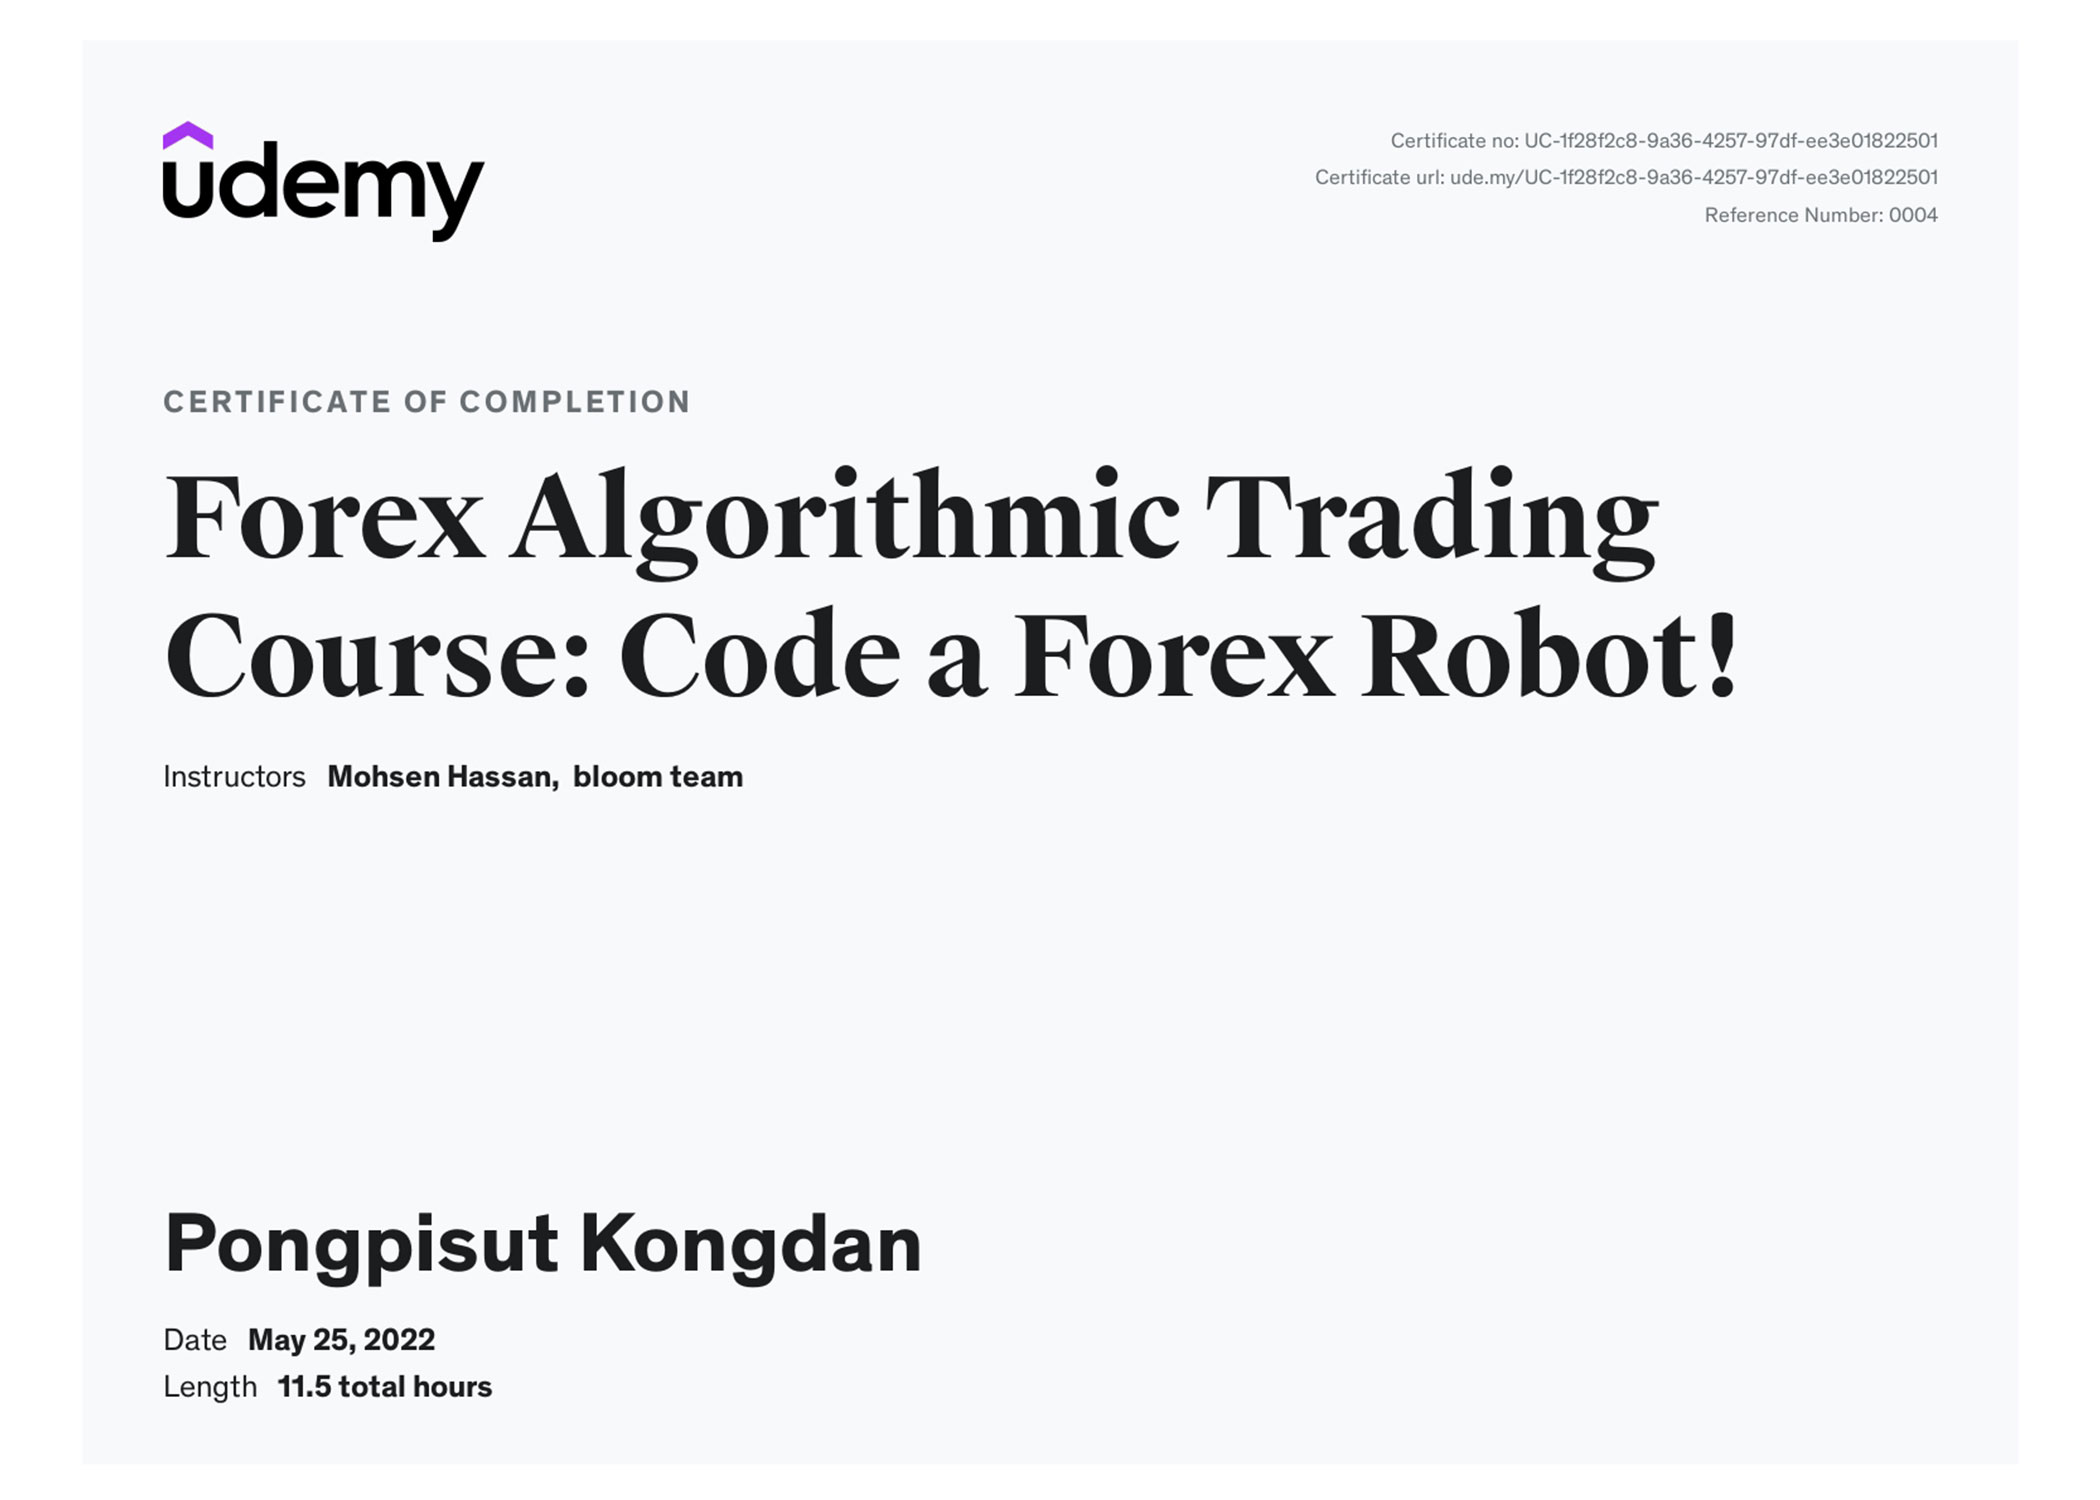 udemy
Certificate no: UC-1f28f2c8-9a36-4257-97df-ee3e01822501
Certificate url: ude.my/UC-1f28f2c8-9a36-4257-97df-ee3e01822501
Reference Number: 0004
CERTIFICATE OF COMPLETION
Forex Algorithmic Trading
Course: Code a Forex Robot!
Instructors Mohsen Hassan, bloom team
Pongpisut Kongdan
Date May 25, 2022
Length 11.5 total hours